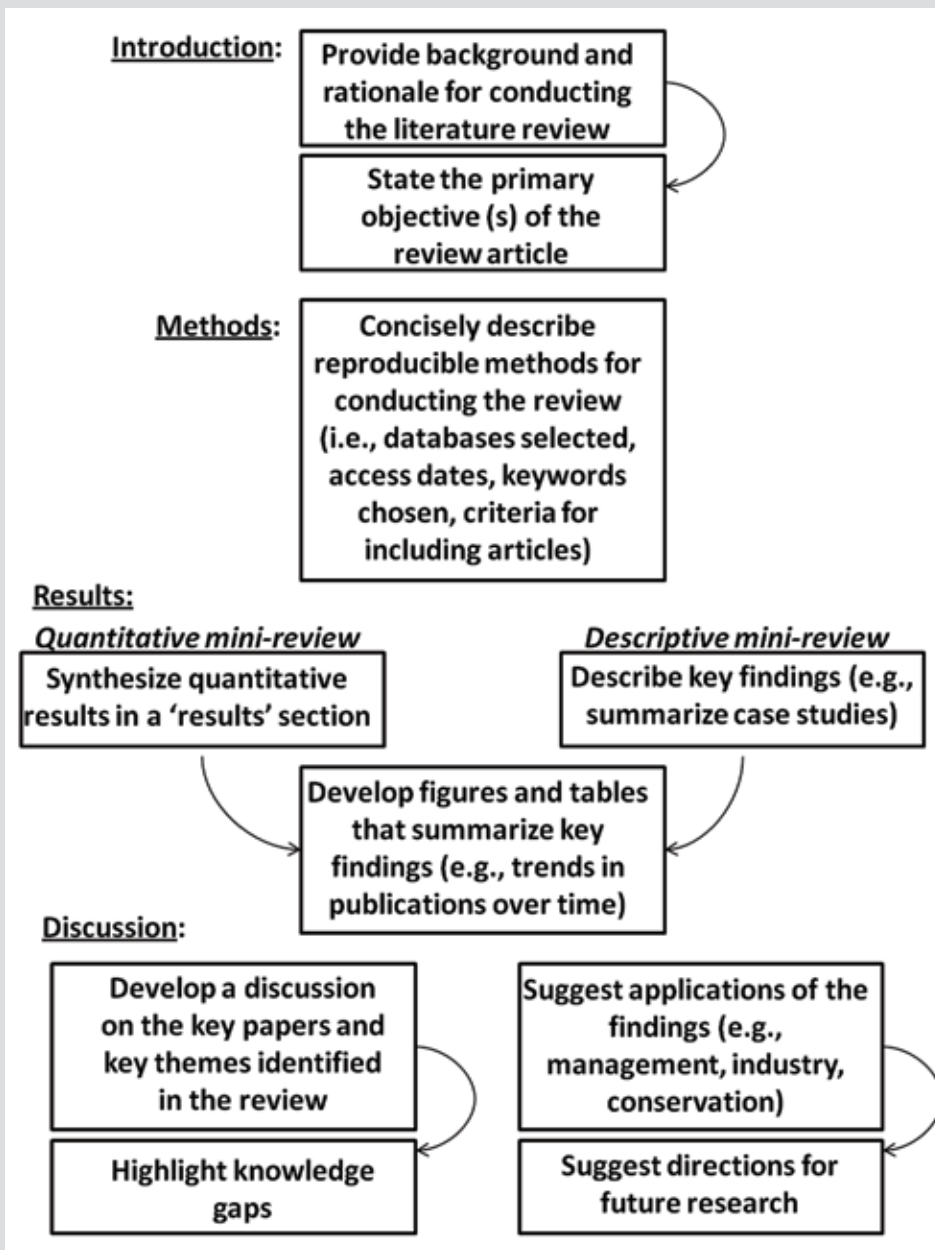 Introduction:
Provide background and
rationale for conducting
the literature review
State the primary
objective (s) of the
review article
Methods:
Concisely describe
reproducible methods for
conducting the review
(i.e., databases selected,
access dates, keywords
chosen, criteria for
including articles)
Results:
Quantitative mini-review
Synthesize quantitative
results in a ‘results’ section
Descriptive mini-review
Describe key findings (e.g.,
summarize case studies)
Develop figures and tables
that summarize key
findings (e.g., trends in
publications over time)
Discussion:
Develop a discussion
on the key papers and
key themes identified
in the review
Highlight knowledge
gaps
Suggest applications of the
findings (e.g.,
management, industry,
conservation)
Suggest directions for
future research